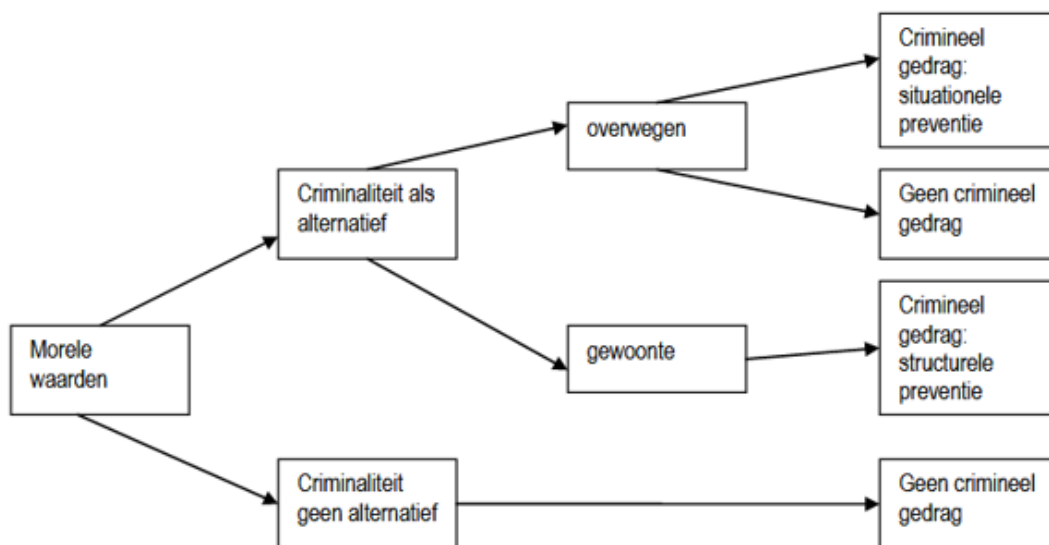 Crimineel
gedrag:
situationele
preventie
overwegen
Criminaliteit als
alternatief
Geen crimineel
gedrag
Morele
waarden
gewoonte
Crimineel
gedrag:
structurele
preventie
Criminaliteit
geen alternatief
Geen crimineel
gedrag